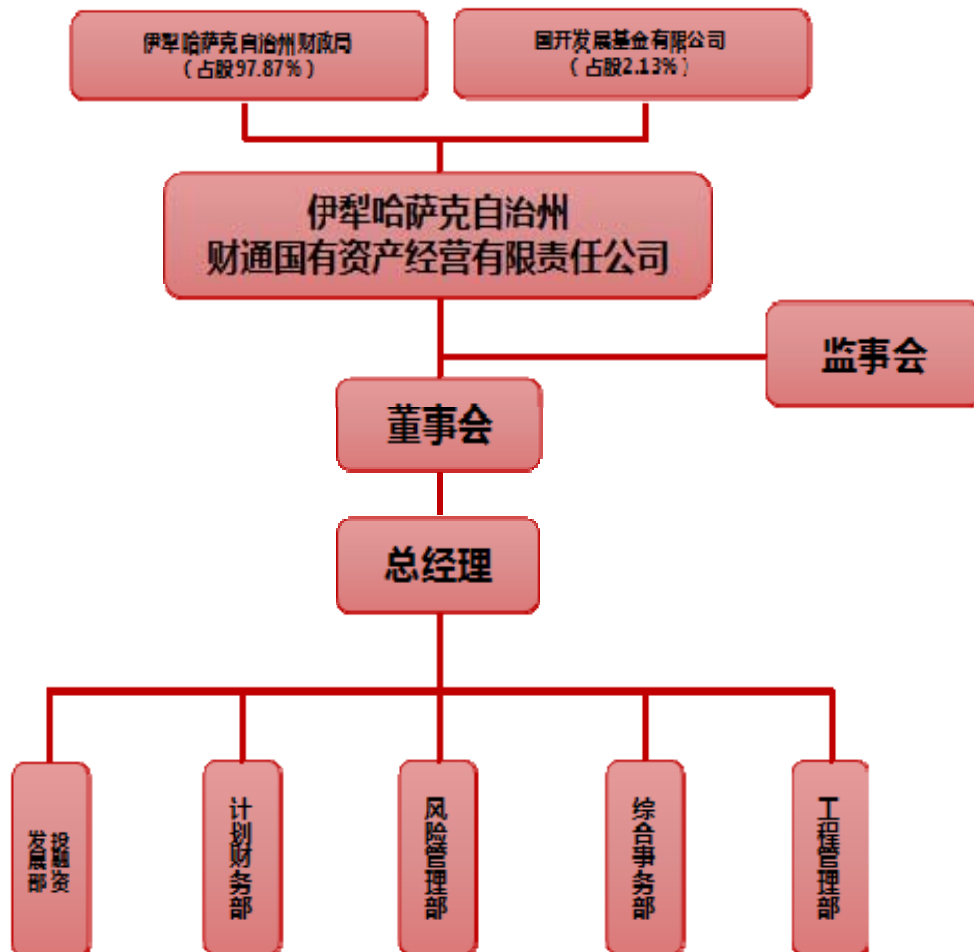 伊犁哈萨克自治州财政局
（占股97.87%）
国开发展基金有限公司
（占股2.13%）
伊犁哈萨克自治州
财通国有资产经营有限责任公司
监事会
董事会
总经理
投融资
发展部
计划财务部
风险管理部
综合事务部
工程管理部